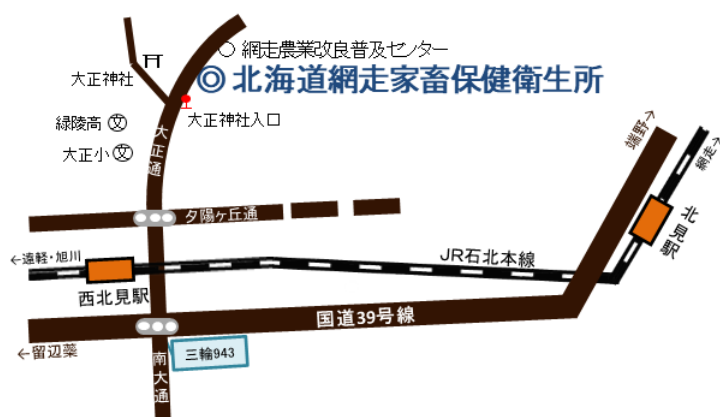 ○ 網走農業改良普及センター
◎ 北海道網走家畜保健衛生所
大正神社
大正神社入口
緑陵高 文
大正小 文
大正通
端野→
網走→
夕陽ヶ丘通
北見駅
←遠軽・旭川
JR石北本線
西北見駅
国道39号線
←留辺蘂
三輪943
南大通